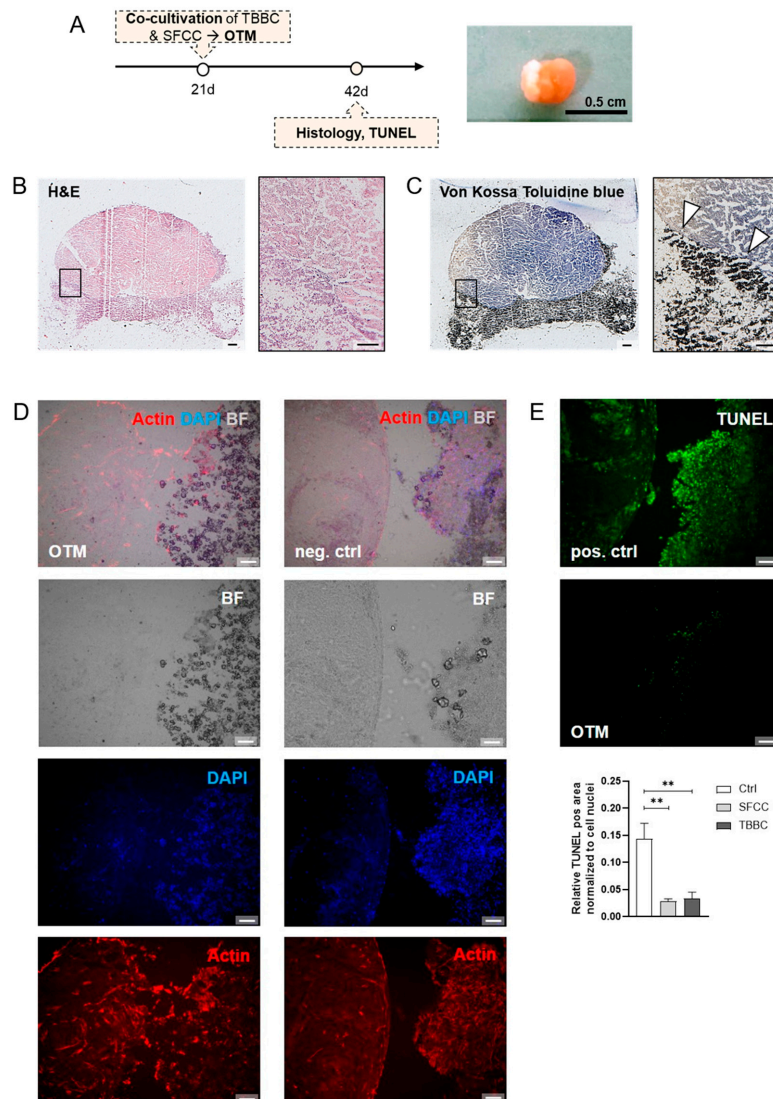 A
Co-cultivation of TBBC
& SFCC → OTM
21d
42d
Histology, TUNEL
0.5 cm
B
H&E
C
Von Kossa Toluidine blue
D
Actin DAPI BF
OTM
Actin DAPI BF
neg. ctrl
BF
BF
DAPI
DAPI
Actin
Actin
E
TUNEL
pos. ctrl
OTM
Relative TUNEL pos area
normalized to cell nuclei
0.25
0.20
0.15
0.10
0.05
0.00
**
**
Ctrl
SFCC
TBBC